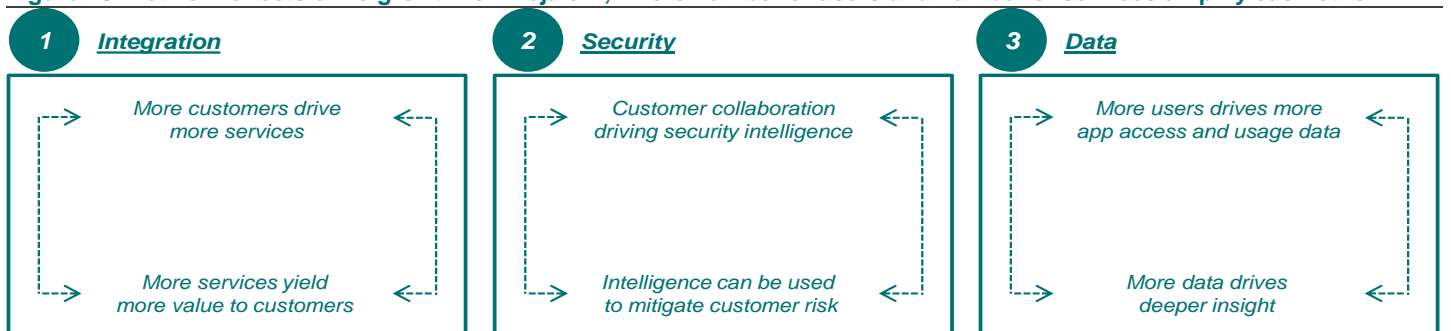 1 Integration
2 Security
3 Data
More customers drive
more services
Customer collaboration
driving security intelligence
More users drives more
app access and usage data
More services yield
more value to customers
Intelligence can be used
to mitigate customer risk
More data drives
deeper insight